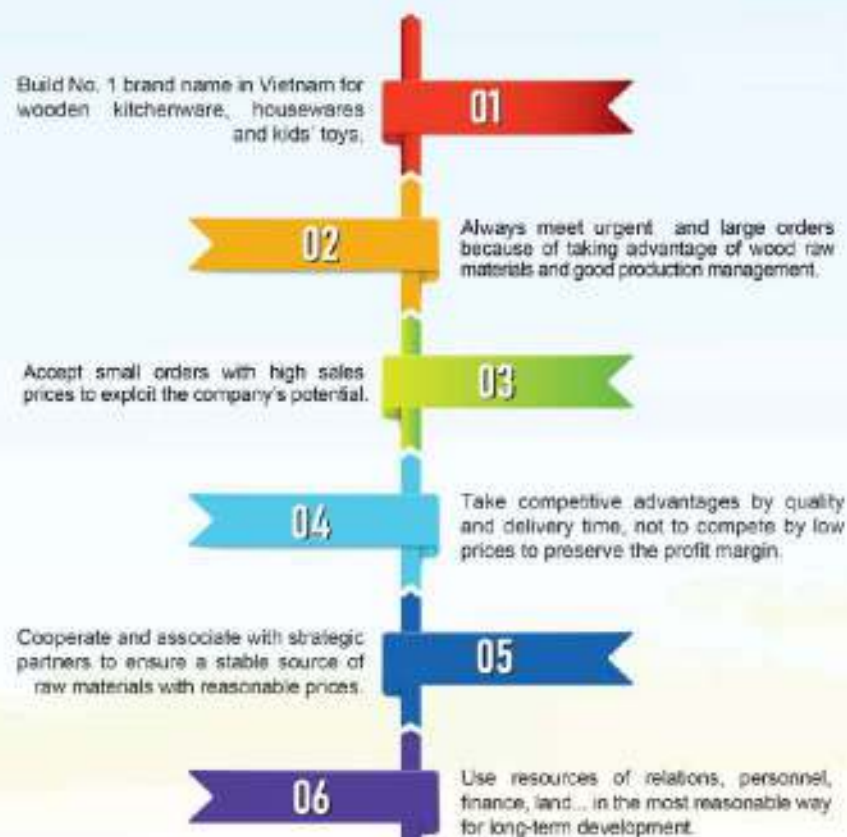 Build No. 1 brand name in Vietnam for
wooden kitchenware, housewares
and kids' toys.
01
02
Always meet urgent and large orders
because of taking advantage of wood raw
materials and good production management.
Accept small orders with high sales
prices to exploit the company's potential.
03
04
Take competitive advantages by quality
and delivery time, not to compete by low
prices to preserve the profit margin.
Cooperate and associate with strategic
partners to ensure a stable source of
raw materials with reasonable prices.
05
06
Use resources of relations, personnel,
finance, land... in the most reasonable way
for long-term development.